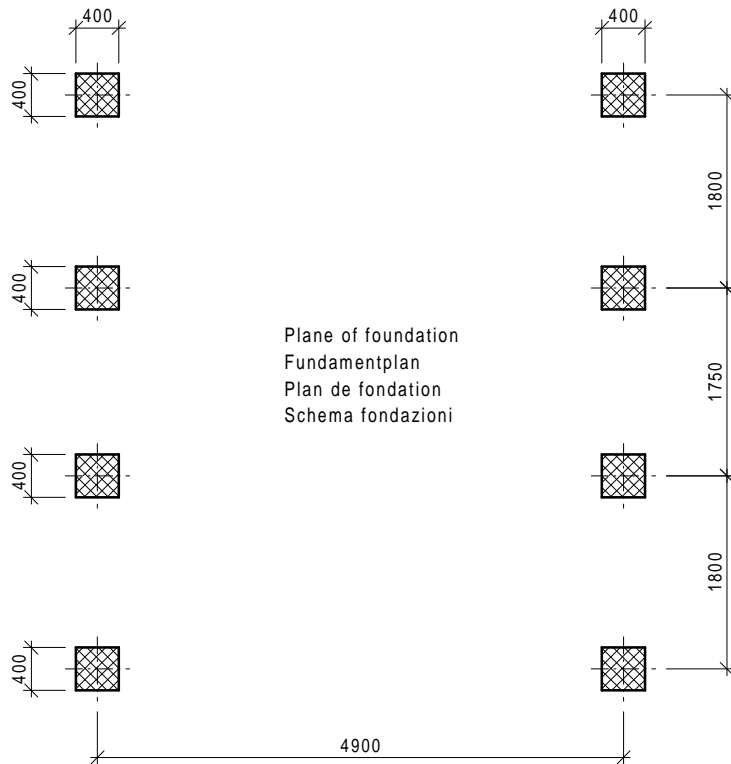 400
400
400
1800
400
Plane of foundation
Fundamentplan
Plan de fondation
Schema fondazioni
1750
400
1800
400
4900